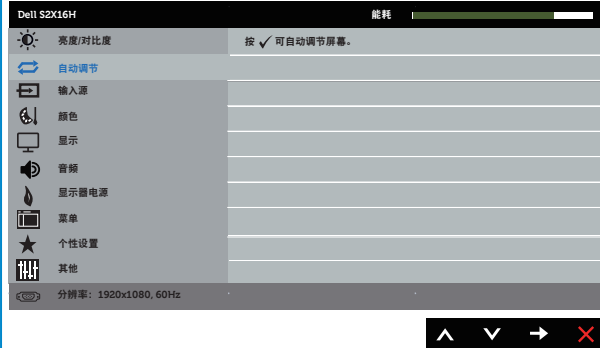 Dell S2X16H 能耗
亮度/对比度 按 ✓ 可自动调节屏幕。
自动调节
输入源
颜色
显示
音频
显示器电源
菜单
个性设置
其他
分辨率：1920x1080, 60Hz